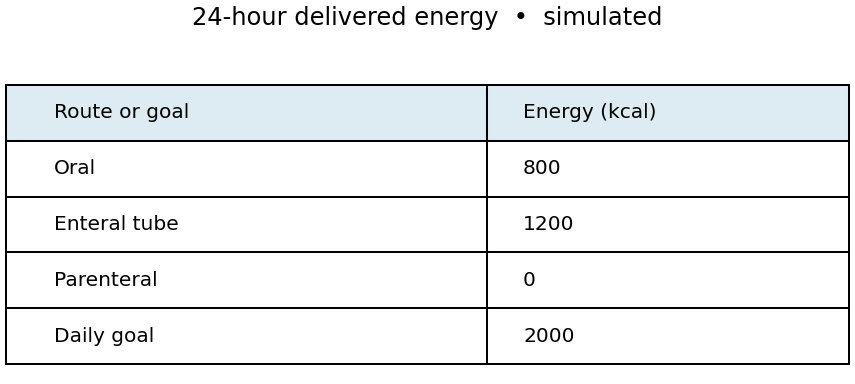 24-hour delivered energy • simulated
Route or goal Energy (kcal)
Oral 800
Enteral tube 1200
Parenteral 0
Daily goal 2000